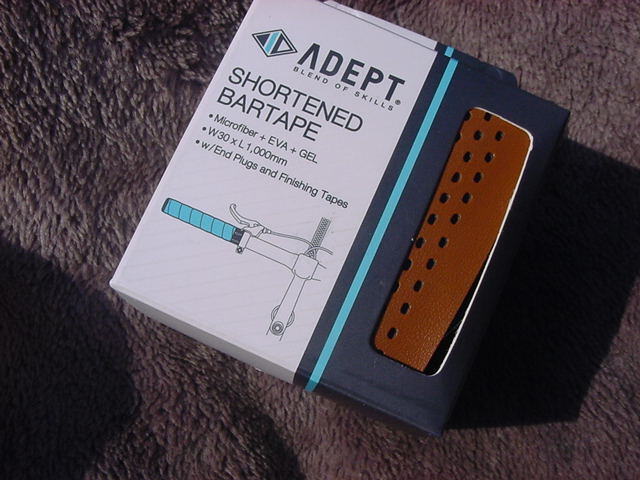 ADEPT®
BLEND OF SKILLS
SHORTENED
BARTAPE
• Microfiber + EVA + GEL
• W30 x L1,000mm
• w/End Plugs and Finishing Tapes